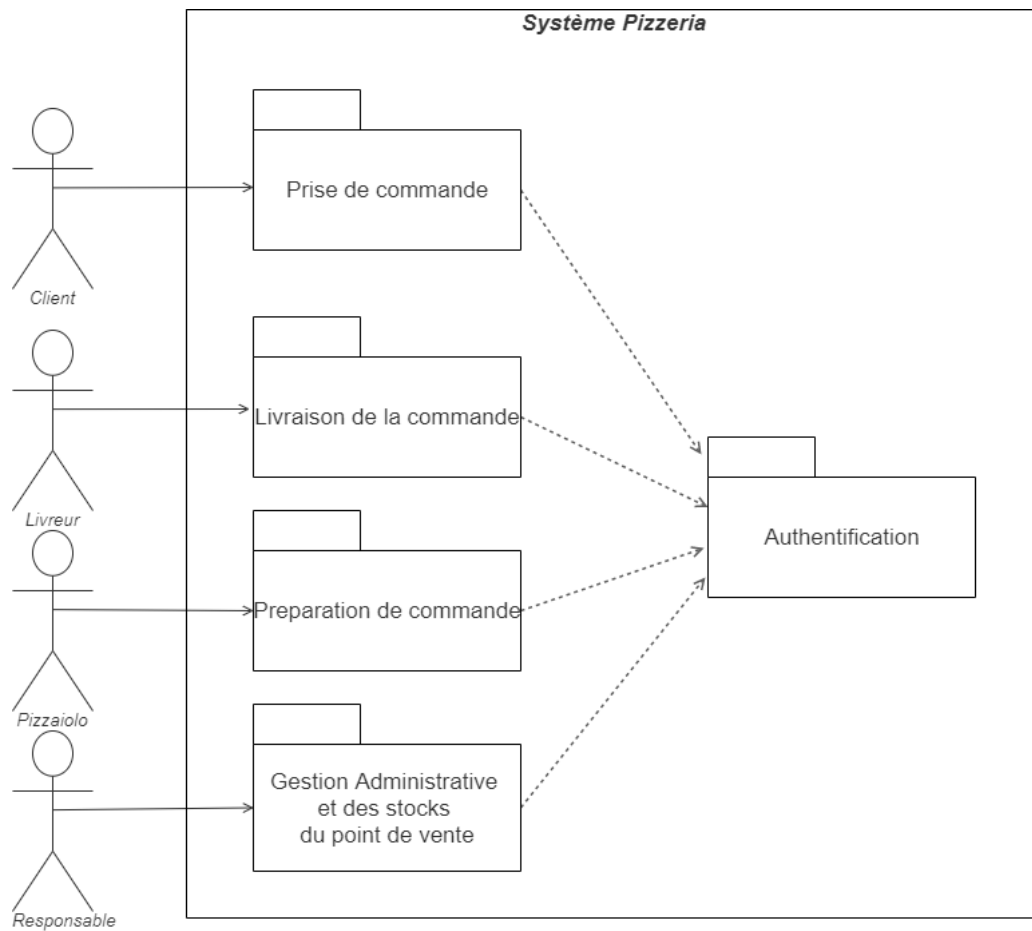 Système Pizzeria
Prise de commande
Client
Livraison de la commande
Livreur
Authentification
Preparation de commande
Pizzaiolo
Gestion Administrative
et des stocks
du point de vente
Responsable